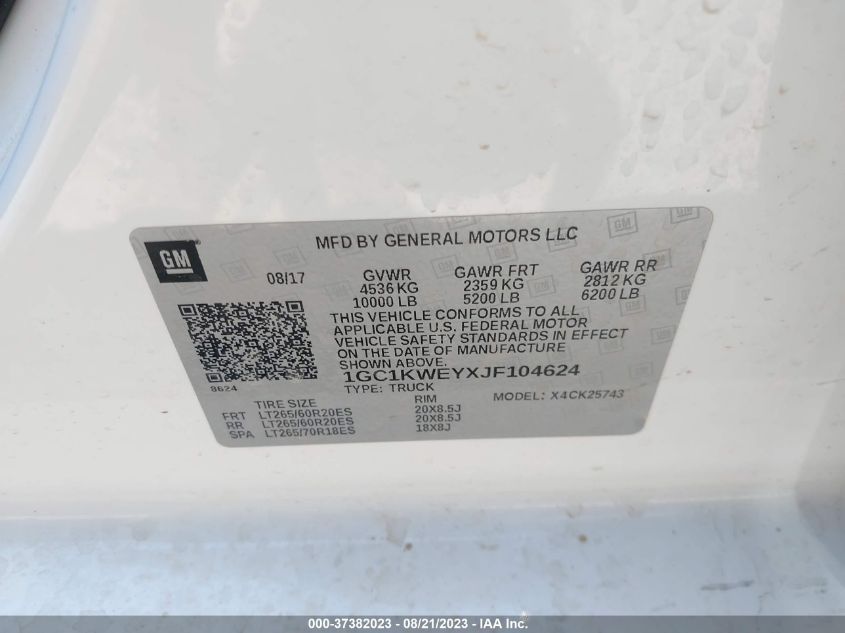 GM
MFD BY GENERAL MOTORS LLC
08/17 GVWR GAWR FRT GAWR RR
4536 KG 2359 KG 2812 KG
10000 LB 5200 LB 6200 LB
THIS VEHICLE CONFORMS TO ALL
APPLICABLE U.S. FEDERAL MOTOR
VEHICLE SAFETY STANDARDS IN EFFECT
ON THE DATE OF MANUFACTURE
SHOWN ABOVE.
1GC1KWEYXJF104624
8624
TYPE: TRUCK MODEL: X4CK25743
TIRE SIZE RIM
FRT LT265/60R20ES 20X8.5J
RR LT265/60R20ES 20X8.5J
SPA LT265/70R18ES 18X8J
000-37382023 - 08/21/2023 - IAAI.com